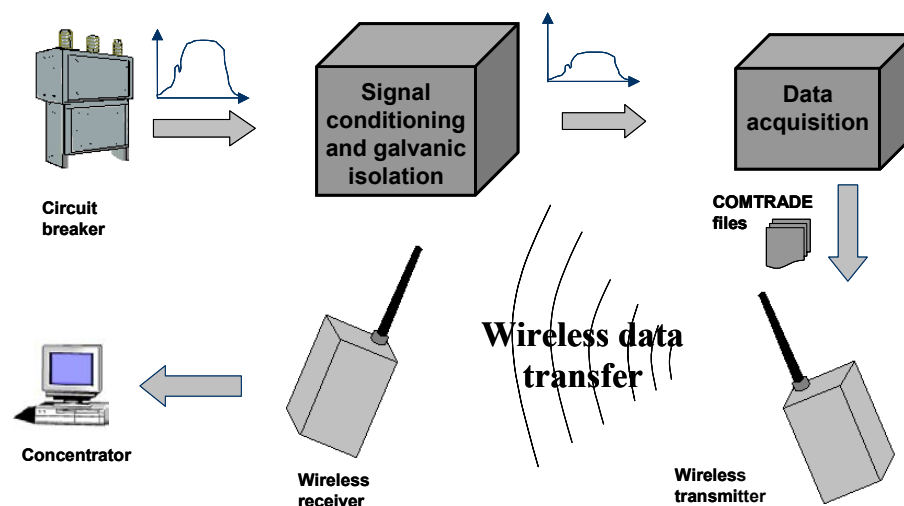 Circuit
breaker
Signal
conditioning
and galvanic
isolation
Data
acquisition
COMTRADE
files
Wireless data
transfer
Concentrator
Wireless
receiver
Wireless
transmitter